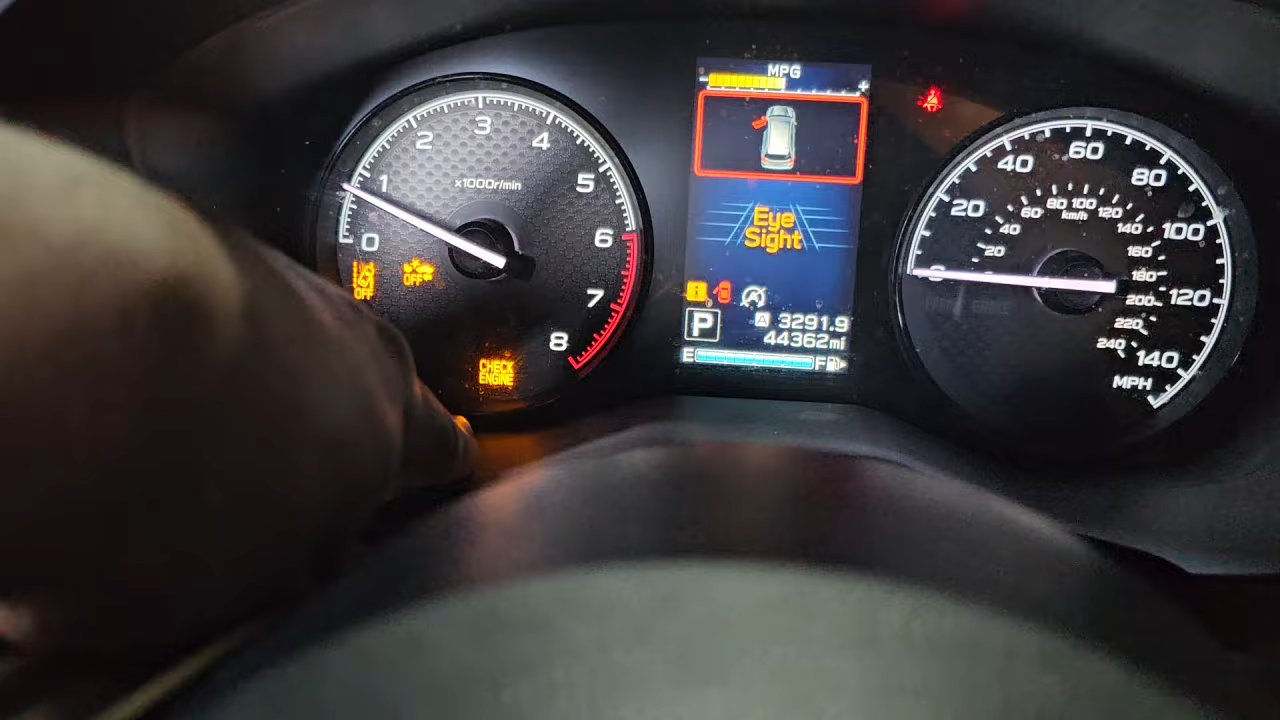 MPG
- +
Eye
Sight
i
P
A 3291.9
44362mi
E F
0
1
2
3
4
5
6
7
8
x1000r/min
OFF
OFF
CHECK
ENGINE
0
20
40
60
80
100
120
140
MPH
20
40
60
80
100
120
140
160
180
200
220
240
km/h